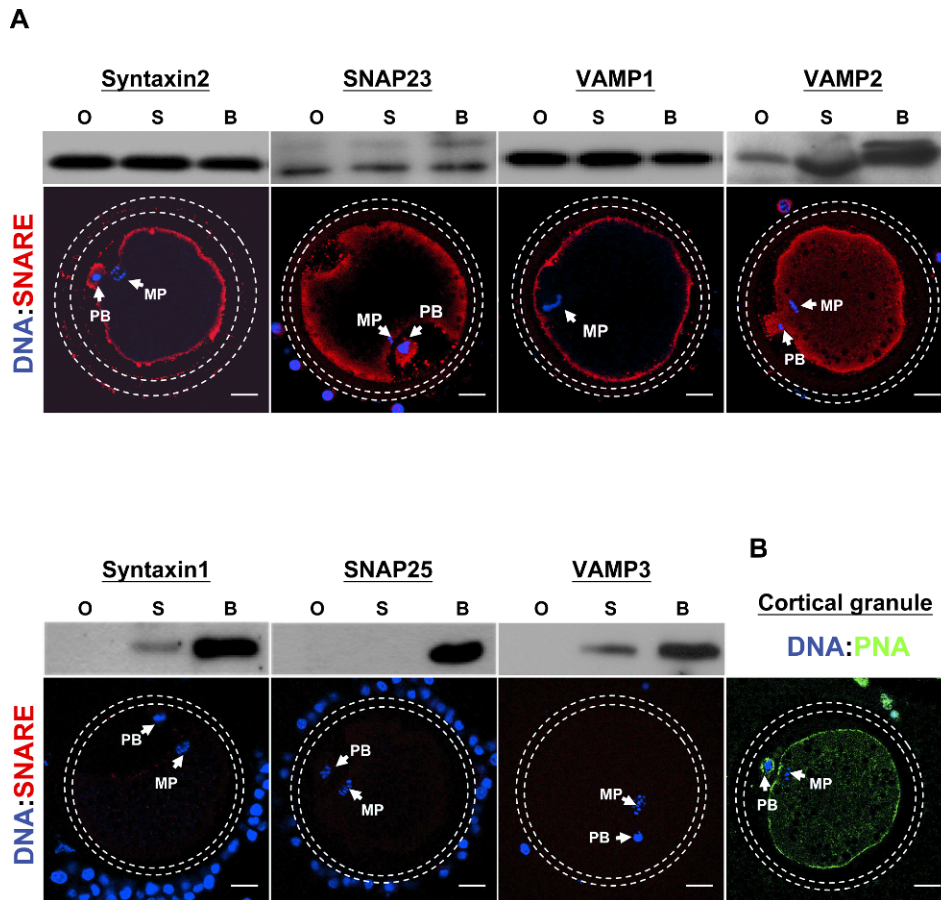 A
Syntaxin2 SNAP23 VAMP1 VAMP2
O S B O S B O S B O S B
DNA:SNARE
PB MP
MP PB
MP
MP PB
B
Syntaxin1 SNAP25 VAMP3 Cortical granule
O S B O S B O S B
DNA:PNA
DNA:SNARE
PB MP
PB MP
MP PB
PB MP